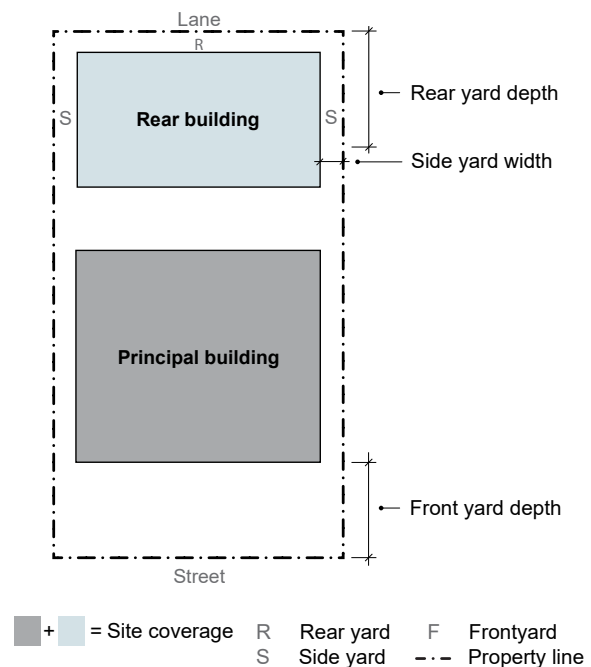 Lane
R
Rear yard depth
S
Rear building
S
Side yard width
Principal building
Front yard depth
Street
+ = Site coverage R Rear yard F Frontyard
S Side yard Property line